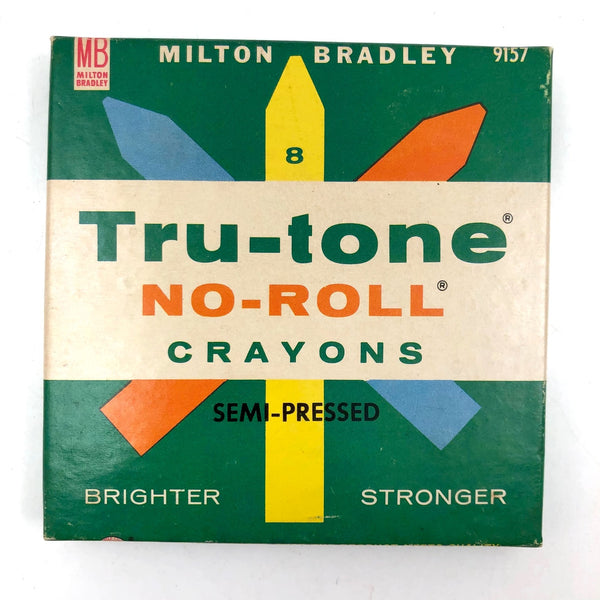 MB
MILTON
BRADLEY
MILTON BRADLEY
9157
8
Tru-tone®
NO-ROLL®
CRAYONS
SEMI-PRESSED
BRIGHTER STRONGER